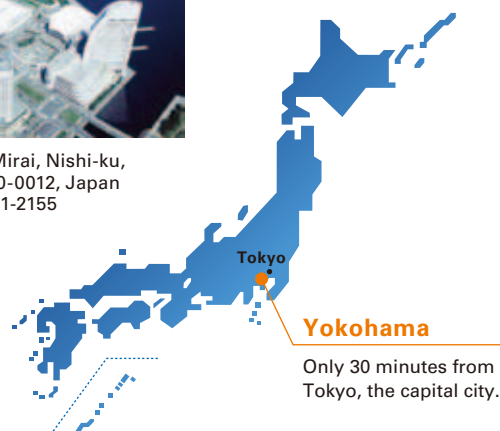 Mirai, Nishi-ku,
0-0012, Japan
1-2155
Tokyo
Yokohama
Only 30 minutes from
Tokyo, the capital city.